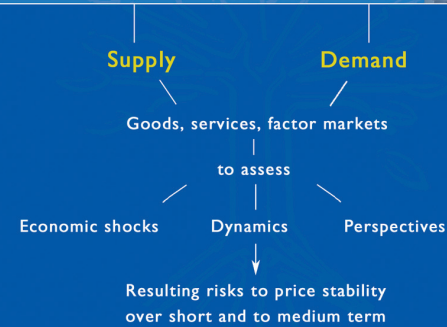 Supply Demand
Goods, services, factor markets
to assess
Economic shocks Dynamics Perspectives
Resulting risks to price stability
over short and to medium term